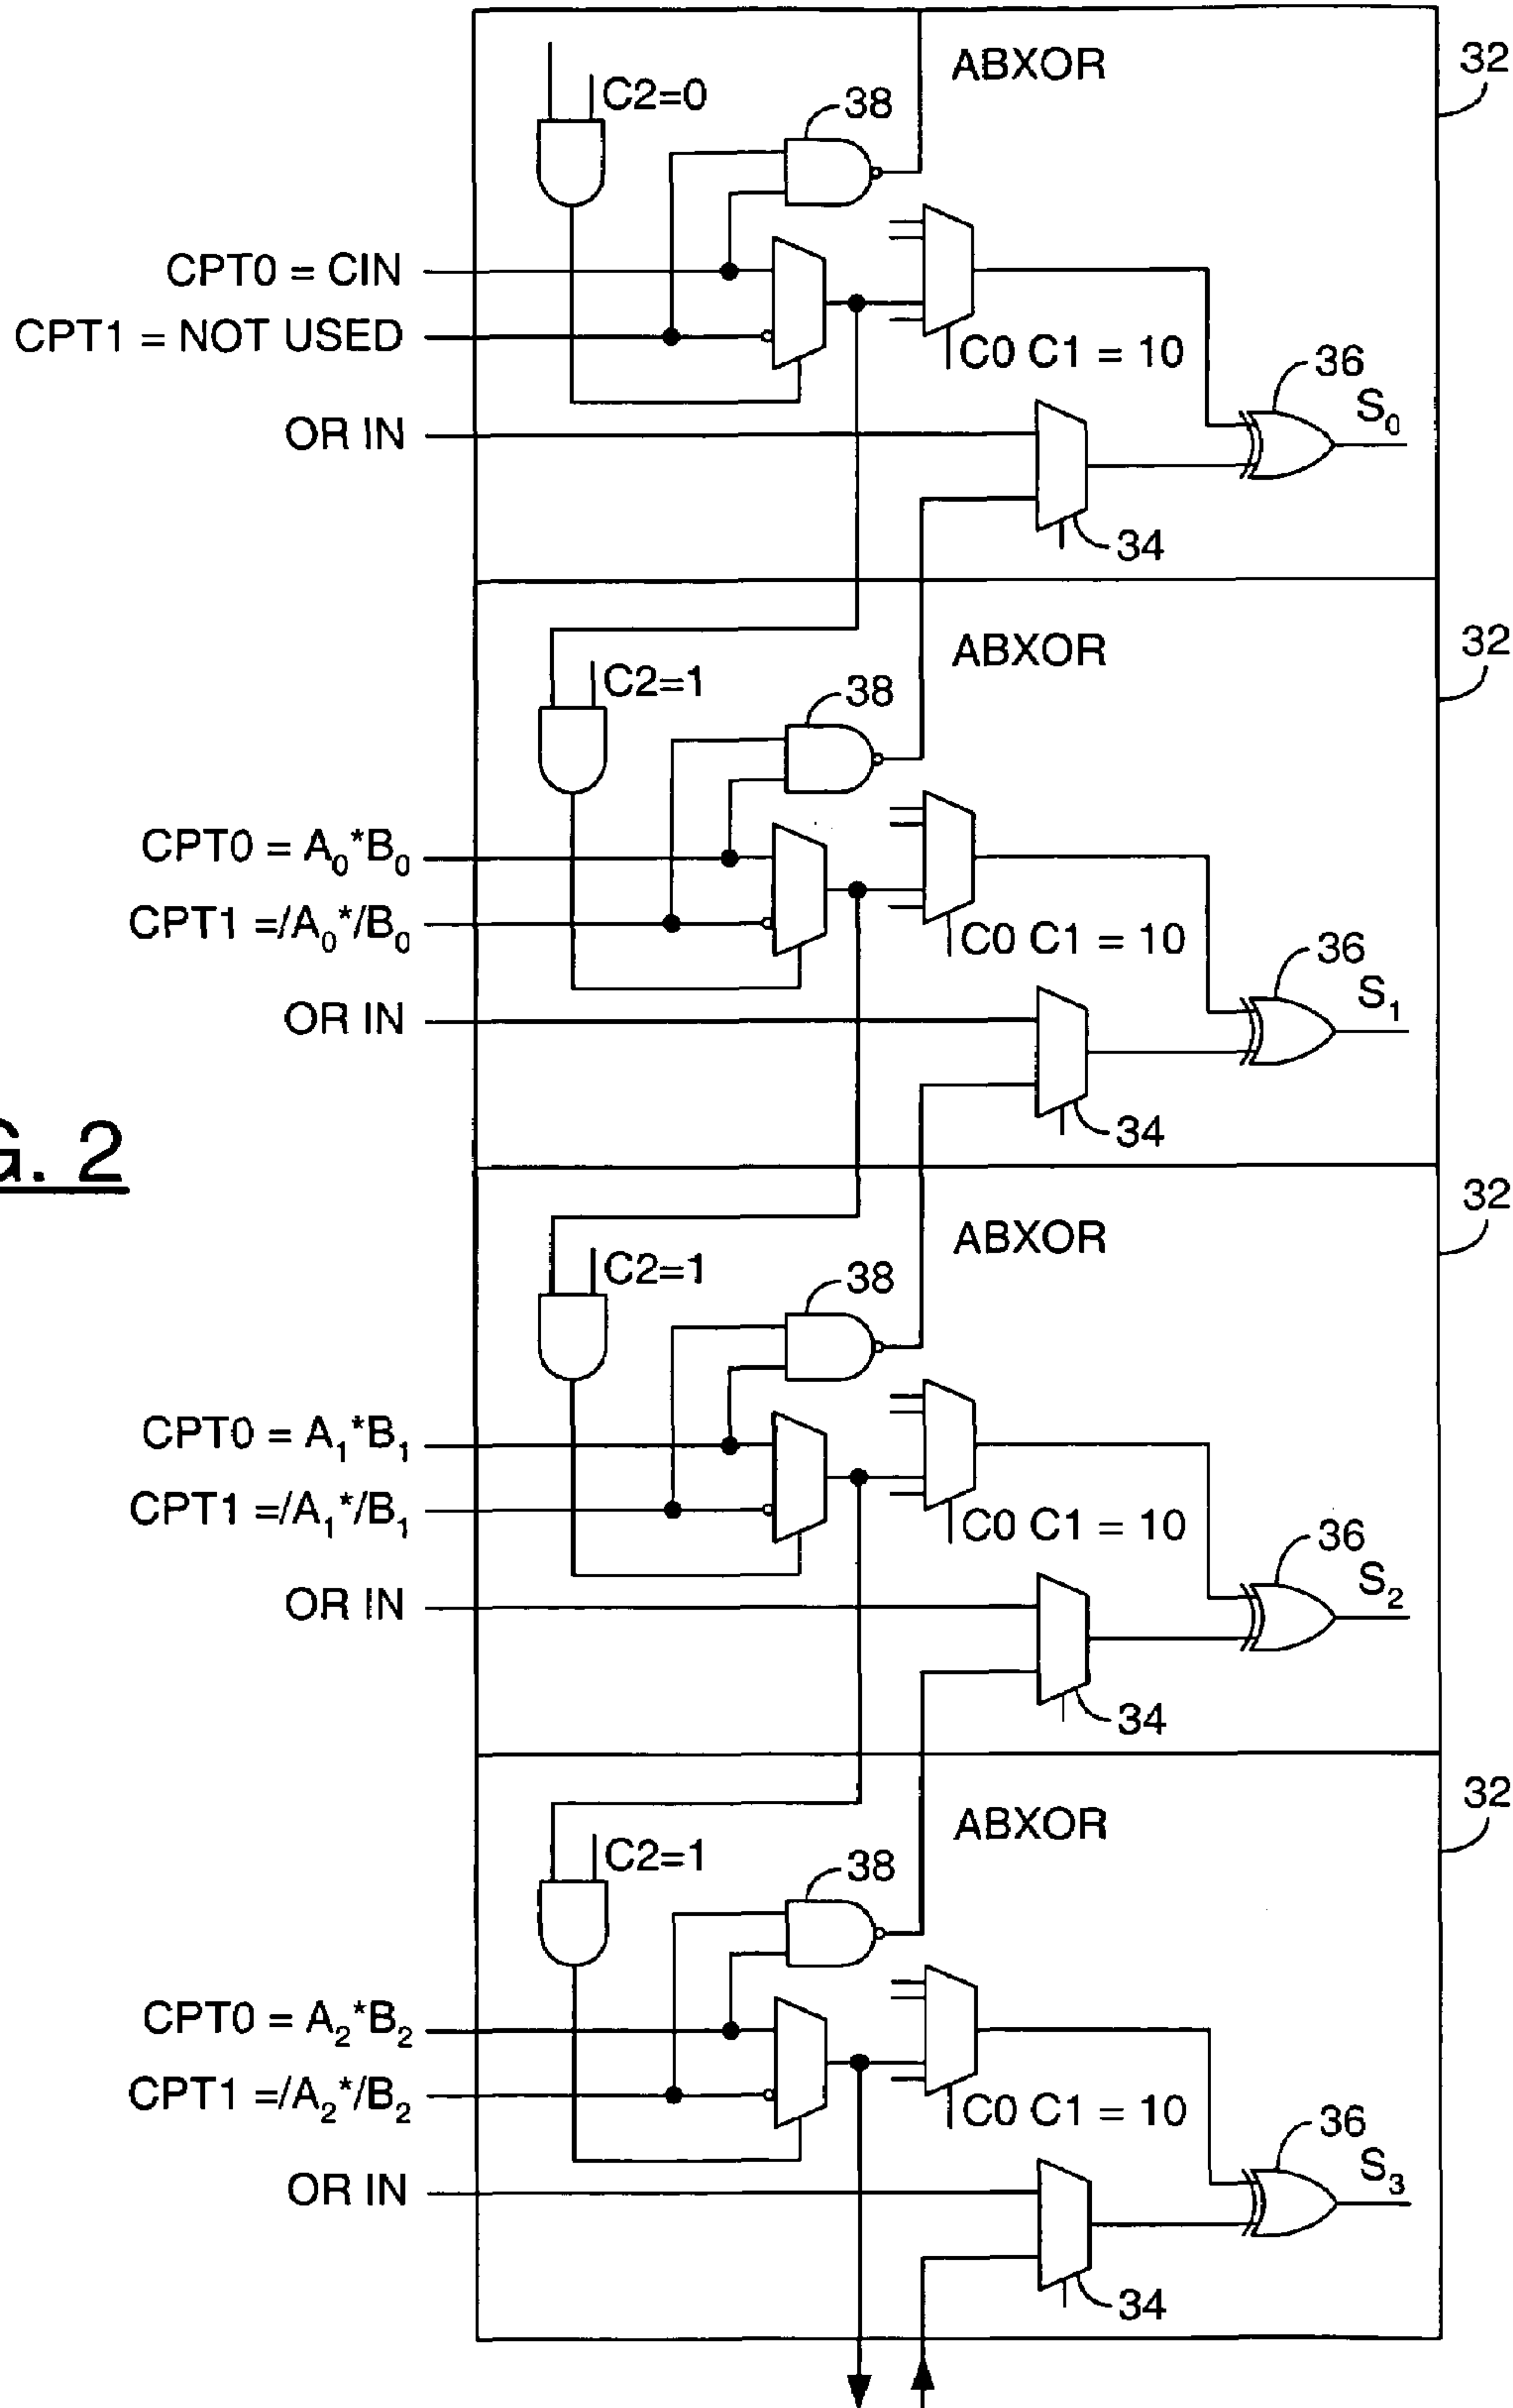 ABXOR
32
C2=0
38
CPT0 = CIN
CPT1 = NOT USED
C0 C1 = 10
36
S₀
OR IN
34
ABXOR
32
C2=1
38
CPT0 = A₀*B₀
CPT1 =/A₀*/B₀
C0 C1 = 10
36
S₁
OR IN
34
G. 2
32
ABXOR
C2=1
38
CPT0 = A₁*B₁
CPT1 =/A₁*/B₁
C0 C1 = 10
36
S₂
OR IN
34
32
ABXOR
C2=1
38
CPT0 = A₂*B₂
CPT1 =/A₂*/B₂
C0 C1 = 10
36
S₃
OR IN
34